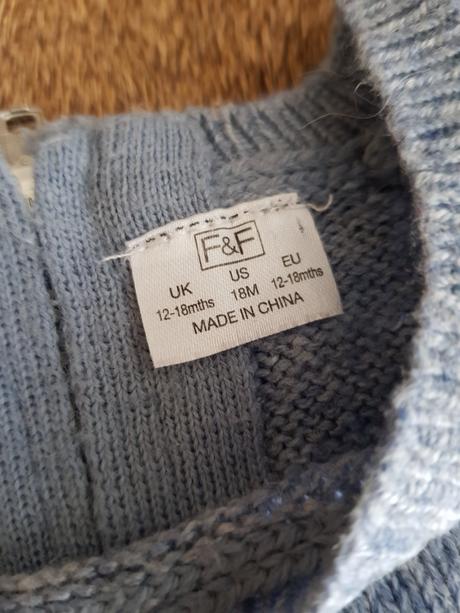 F&F
UK US EU
12-18mths 18M 12-18mths
MADE IN CHINA